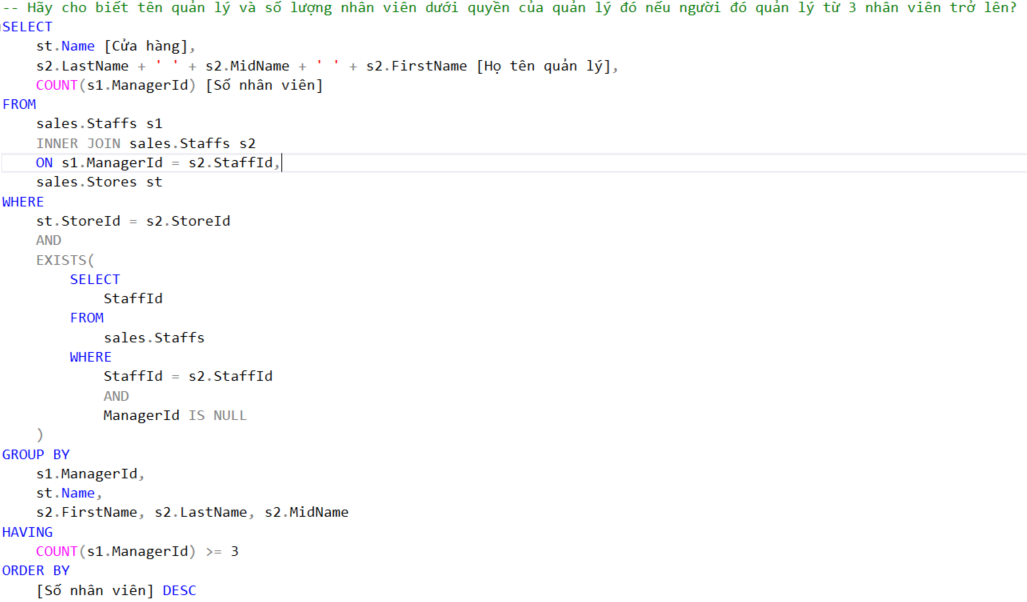 -- Hãy cho biết tên quản lý và số lượng nhân viên dưới quyền của quản lý đó nếu người đó quản lý từ 3 nhân viên trở lên?
SELECT
st.Name [Cửa hàng],
s2.LastName + ' ' + s2.MidName + ' ' + s2.FirstName [Họ tên quản lý],
COUNT(s1.ManagerId) [Số nhân viên]
FROM
sales.Staffs s1
INNER JOIN sales.Staffs s2
ON s1.ManagerId = s2.StaffId,
sales.Stores st
WHERE
st.StoreId = s2.StoreId
AND
EXISTS(
SELECT
StaffId
FROM
sales.Staffs
WHERE
StaffId = s2.StaffId
AND
ManagerId IS NULL
)
GROUP BY
s1.ManagerId,
st.Name,
s2.FirstName, s2.LastName, s2.MidName
HAVING
COUNT(s1.ManagerId) >= 3
ORDER BY
[Số nhân viên] DESC